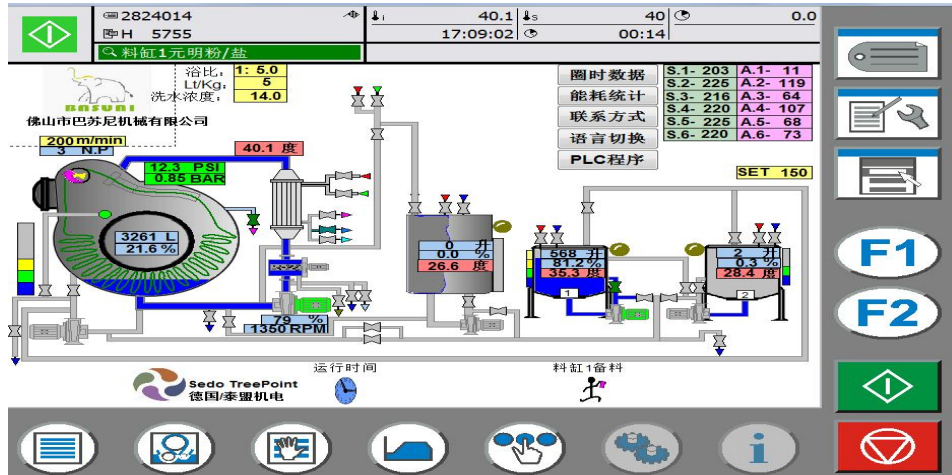 2824014
i 40.1
s 40
0.0
H 5755
17:09:02
00:14
料缸1元明粉/盐
浴比: 1: 5.0
Lt/Kg: 5
洗水浓度: 14.0
BASUNI
佛山市巴苏尼机械有限公司
200 m/min
3 N.P
12.3 PSI
0.85 BAR
40.1 度
3261 L
21.6 %
79 %
1350 RPM
0 升
0.0 %
26.6 度
圈时数据
能耗统计
联系方式
语言切换
PLC程序
S.1- 203 A.1- 11
S.2- 225 A.2- 119
S.3- 216 A.3- 64
S.4- 220 A.4- 107
S.5- 225 A.5- 68
S.6- 220 A.6- 73
SET 150
568 升
81.2%
35.3 度
1
2 升
0.3 %
28.4 度
2
运行时间
料缸1备料
Sedo TreePoint
德国/泰盟机电
F1
F2
i